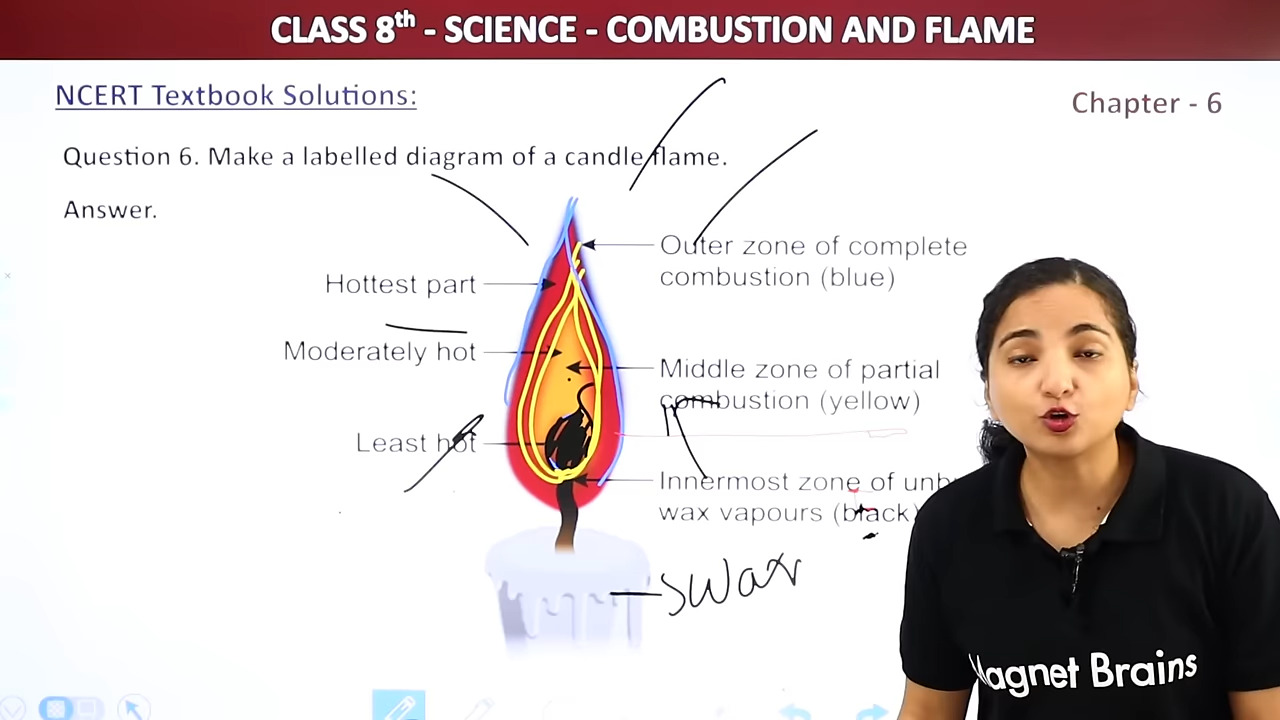 CLASS 8th - SCIENCE - COMBUSTION AND FLAME
NCERT Textbook Solutions:
Chapter - 6
Question 6. Make a labelled diagram of a candle flame.
Answer.
Outer zone of complete
combustion (blue)
Hottest part
Moderately hot
Middle zone of partial
combustion (yellow)
Least hot
Innermost zone of
wax vapours (black)
wax
Magnet Brains